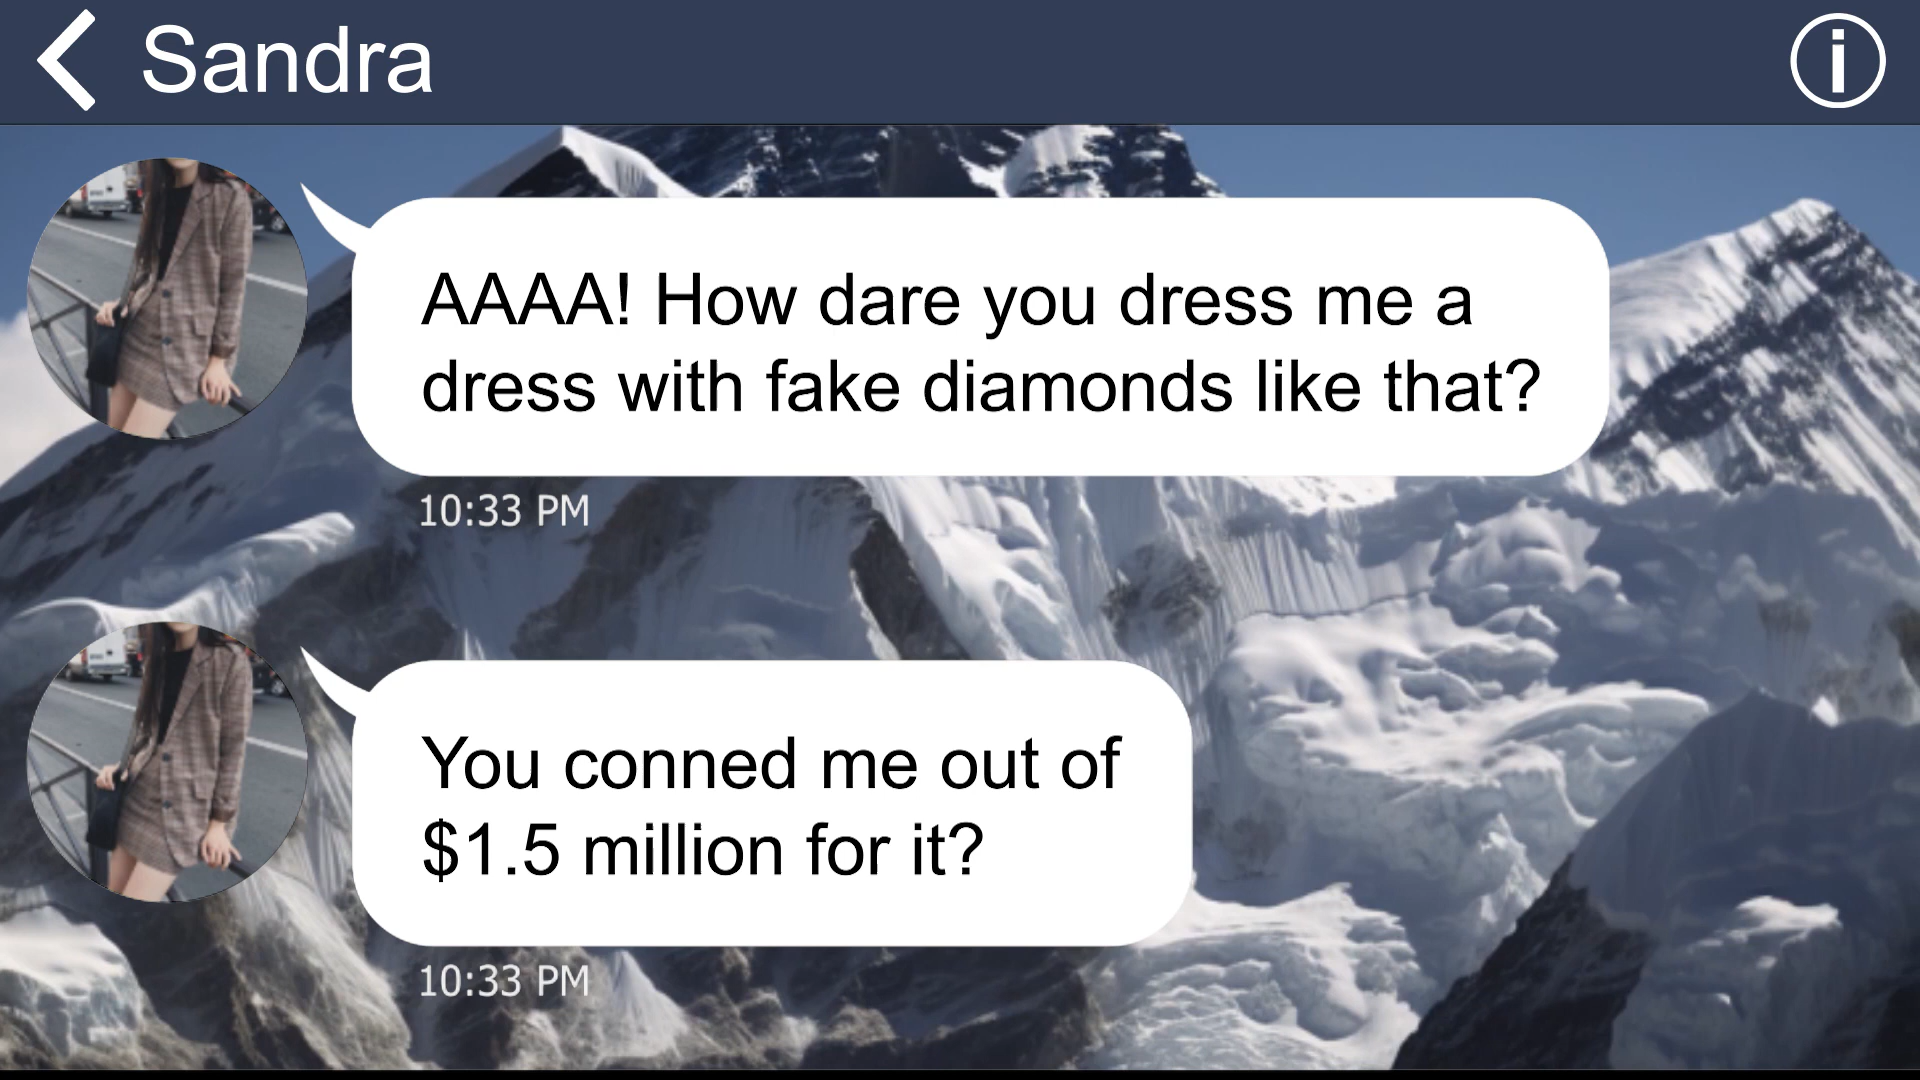 Sandra
AAAA! How dare you dress me a
dress with fake diamonds like that?
10:33 PM
You conned me out of
$1.5 million for it?
10:33 PM